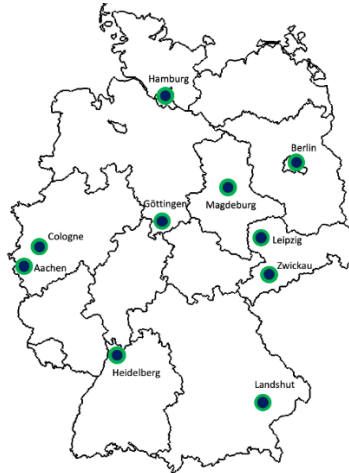 Hamburg
Berlin
Magdeburg
Göttingen
Leipzig
Cologne
Aachen
Zwickau
Heidelberg
Landshut